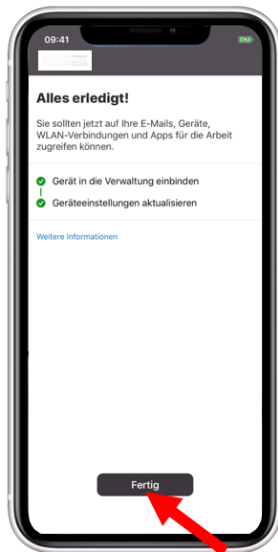 09:41
Alles erledigt!
Sie sollten jetzt auf Ihre E-Mails, Geräte,
WLAN-Verbindungen und Apps für die Arbeit
zugreifen können.
Gerät in die Verwaltung einbinden
Geräteeinstellungen aktualisieren
Weitere Informationen
Fertig